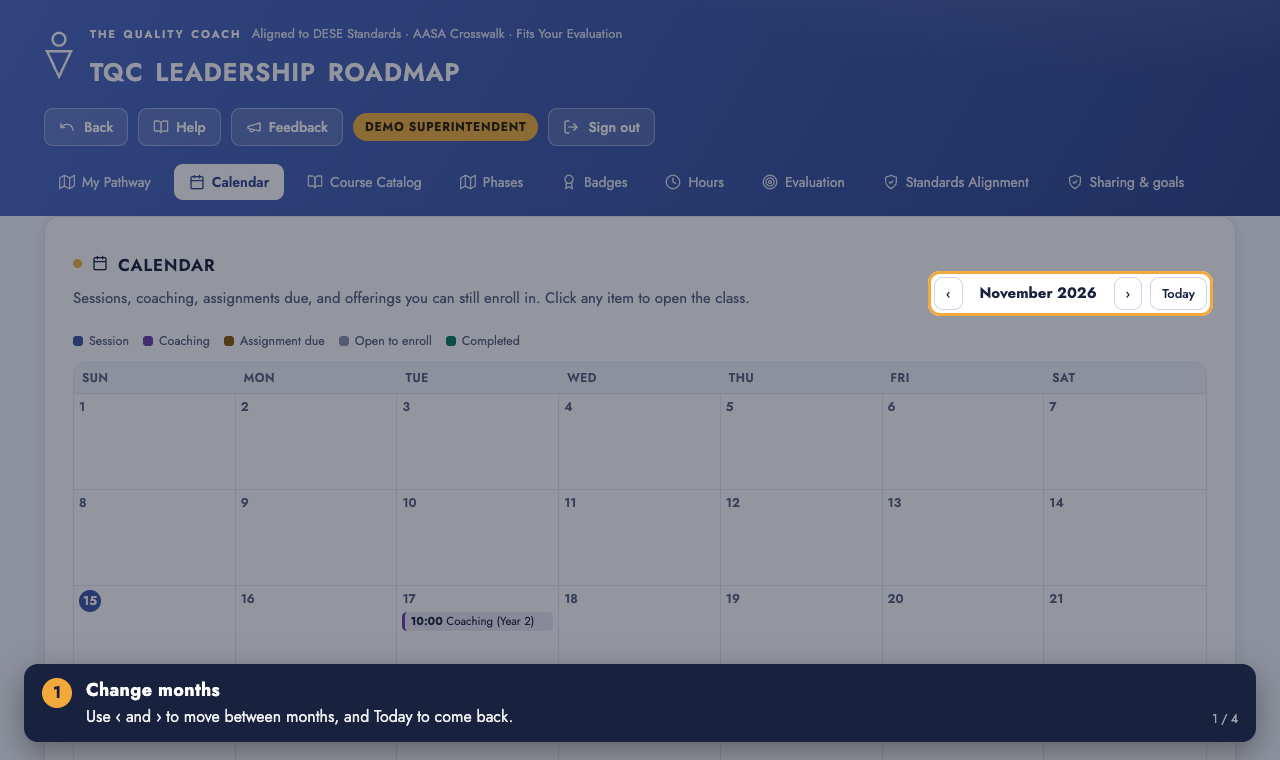 THE QUALITY COACH Aligned to DESE Standards · AASA Crosswalk · Fits Your Evaluation
TQC LEADERSHIP ROADMAP
Back Help Feedback DEMO SUPERINTENDENT Sign out
My Pathway Calendar Course Catalog Phases Badges Hours Evaluation Standards Alignment Sharing & goals
CALENDAR
Sessions, coaching, assignments due, and offerings you can still enroll in. Click any item to open the class.
‹ November 2026 › Today
Session Coaching Assignment due Open to enroll Completed
SUN MON TUE WED THU FRI SAT
1 2 3 4 5 6 7
8 9 10 11 12 13 14
15 16 17 18 19 20 21
10:00 Coaching (Year 2)
1 Change months
Use ‹ and › to move between months, and Today to come back.
1 / 4